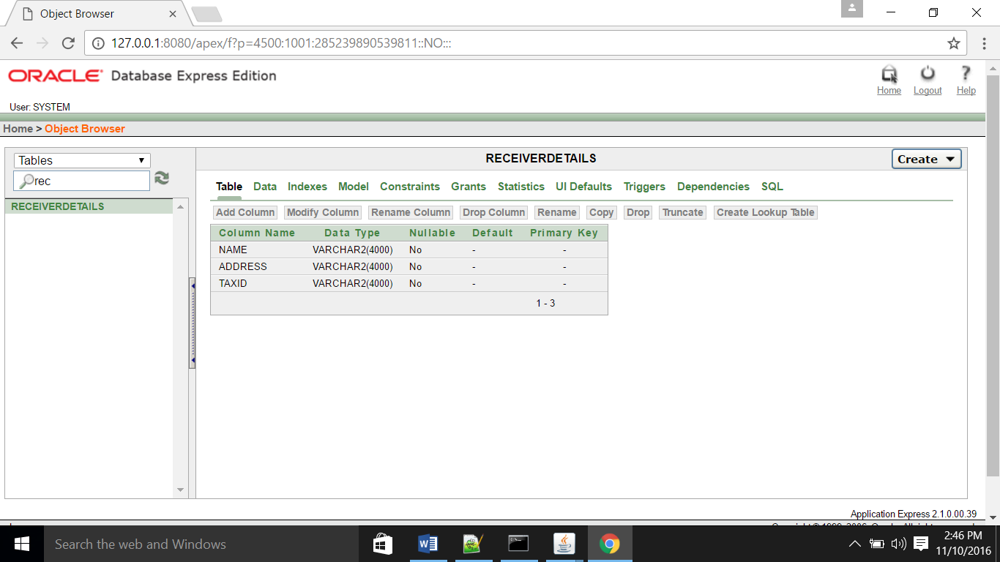 Object Browser
127.0.0.1:8080/apex/f?p=4500:1001:285239890539811::NO:::
ORACLE Database Express Edition
Home Logout Help
User: SYSTEM
Home > Object Browser
Tables
rec
RECEIVERDETAILS
RECEIVERDETAILS
Create
Table Data Indexes Model Constraints Grants Statistics UI Defaults Triggers Dependencies SQL
Add Column Modify Column Rename Column Drop Column Rename Copy Drop Truncate Create Lookup Table
Column Name Data Type Nullable Default Primary Key
NAME VARCHAR2(4000) No - -
ADDRESS VARCHAR2(4000) No - -
TAXID VARCHAR2(4000) No - -
1 - 3
Application Express 2.1.0.00.39
Search the web and Windows
2:46 PM
11/10/2016